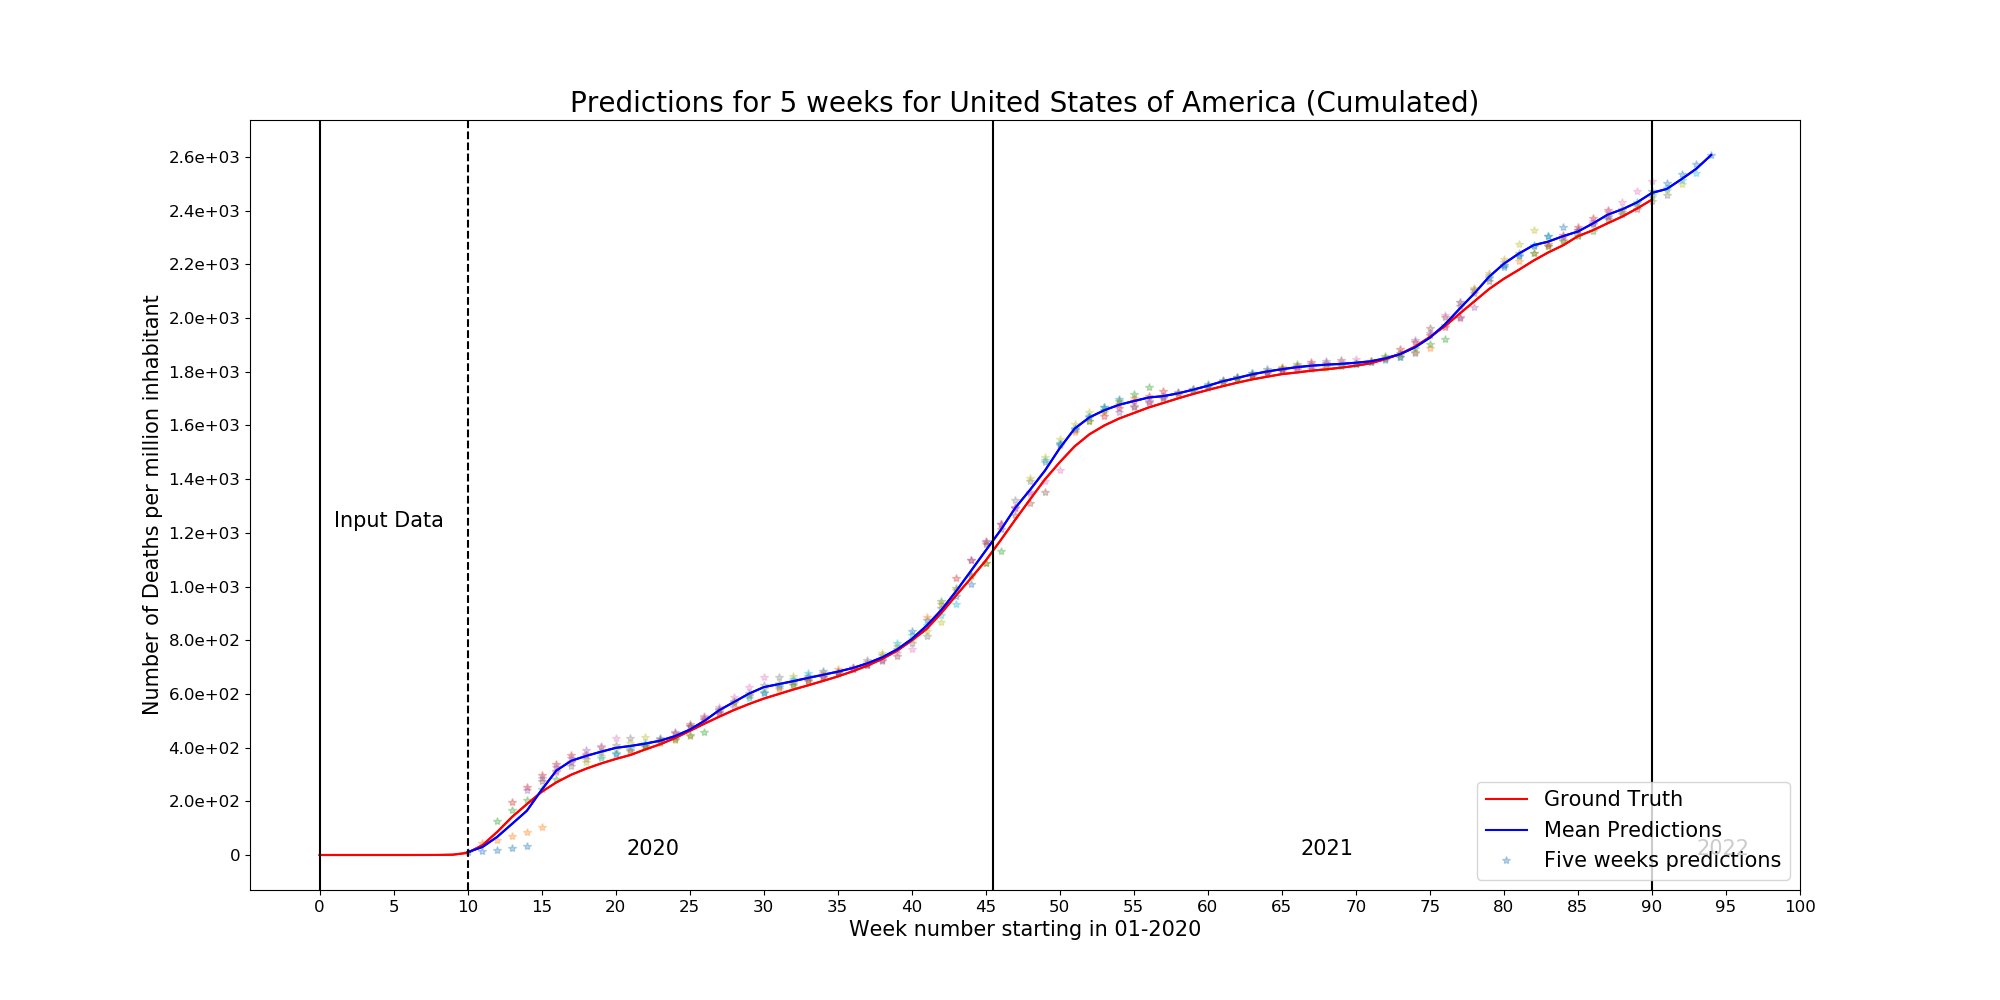 Predictions for 5 weeks for United States of America (Cumulated)
Number of Deaths per million inhabitant
2.6e+03
2.4e+03
2.2e+03
2.0e+03
1.8e+03
1.6e+03
1.4e+03
1.2e+03
1.0e+03
8.0e+02
6.0e+02
4.0e+02
2.0e+02
0
Input Data
2020
2021
2022
Ground Truth
Mean Predictions
Five weeks predictions
0 5 10 15 20 25 30 35 40 45 50 55 60 65 70 75 80 85 90 95 100
Week number starting in 01-2020